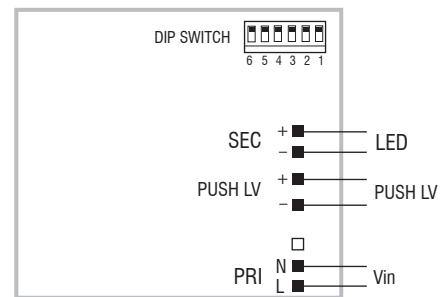 DIP SWITCH
6 5 4 3 2 1
SEC + LED
−
PUSH LV + PUSH LV
−
PRI N Vin
L